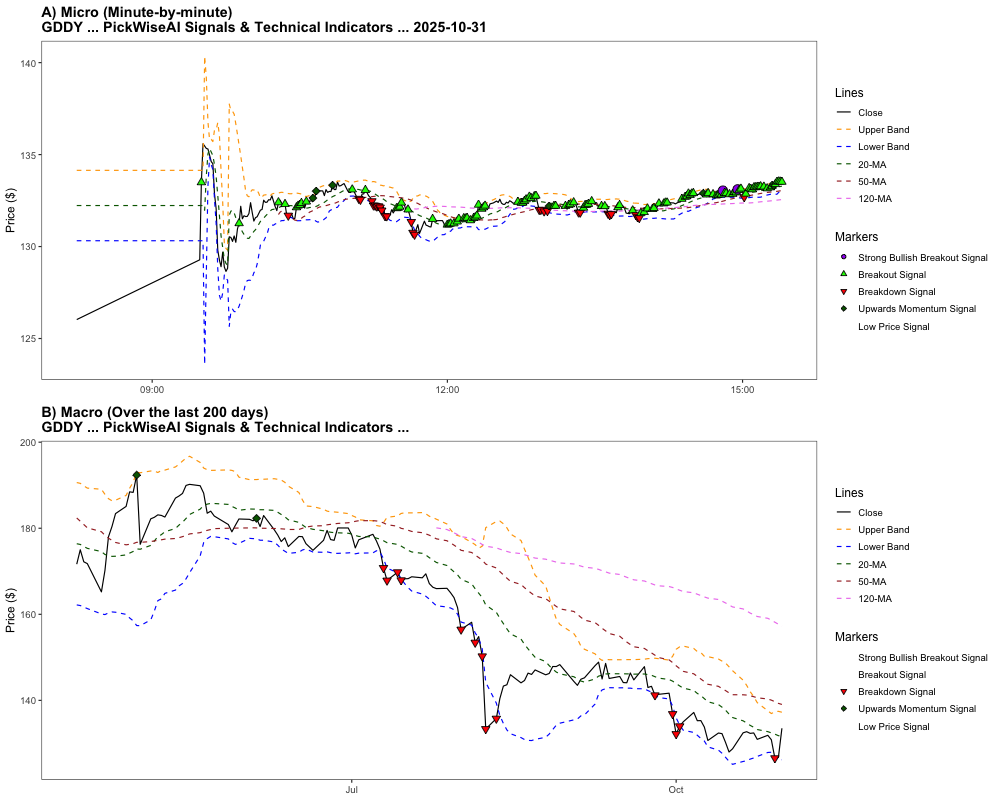 A) Micro (Minute-by-minute)
GDDY ... PickWiseAI Signals & Technical Indicators ... 2025-10-31
Price ($)
140
135
130
125
09:00
12:00
15:00
Lines
Close
Upper Band
Lower Band
20-MA
50-MA
120-MA
Markers
Strong Bullish Breakout Signal
Breakout Signal
Breakdown Signal
Upwards Momentum Signal
Low Price Signal
B) Macro (Over the last 200 days)
GDDY ... PickWiseAI Signals & Technical Indicators ...
Price ($)
200
180
160
140
Jul
Oct
Lines
Close
Upper Band
Lower Band
20-MA
50-MA
120-MA
Markers
Strong Bullish Breakout Signal
Breakout Signal
Breakdown Signal
Upwards Momentum Signal
Low Price Signal